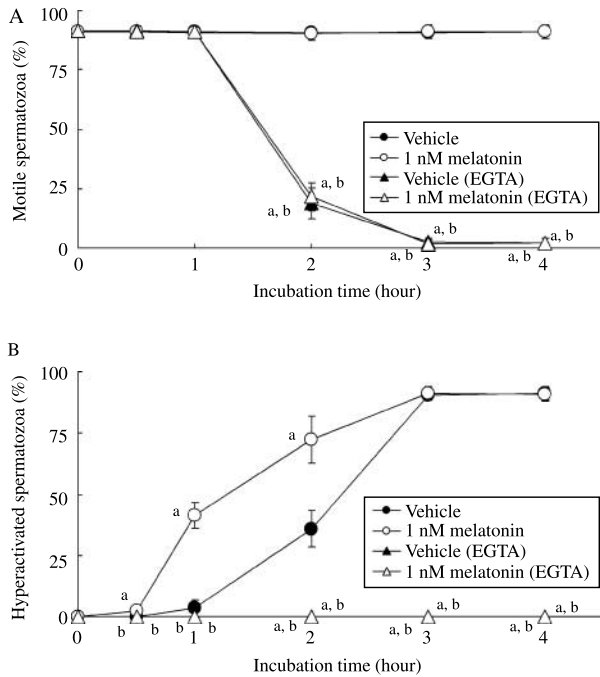 A
Motile spermatozoa (%)
100
75
50
25
0
Vehicle
1 nM melatonin
Vehicle (EGTA)
1 nM melatonin (EGTA)
a, b
a, b
a, b
a, b
a, b
a, b
0 1 2 3 4
Incubation time (hour)
B
Hyperactivated spermatozoa (%)
100
75
50
25
0
a
a
a
Vehicle
1 nM melatonin
Vehicle (EGTA)
1 nM melatonin (EGTA)
a, b
a, b
a, b
b b b b a, b a, b a, b
0 1 2 3 4
Incubation time (hour)